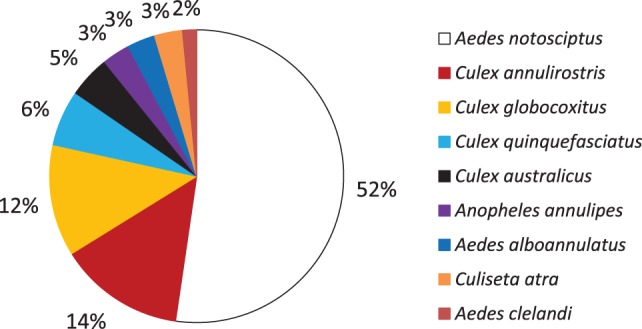 3% 2%
3%
3%
5%
6%
12%
14%
52%
Aedes notosciptus
Culex annulirostris
Culex globocoxitus
Culex quinquefasciatus
Culex australicus
Anopheles annulipes
Aedes alboannulatus
Culiseta atra
Aedes clelandi